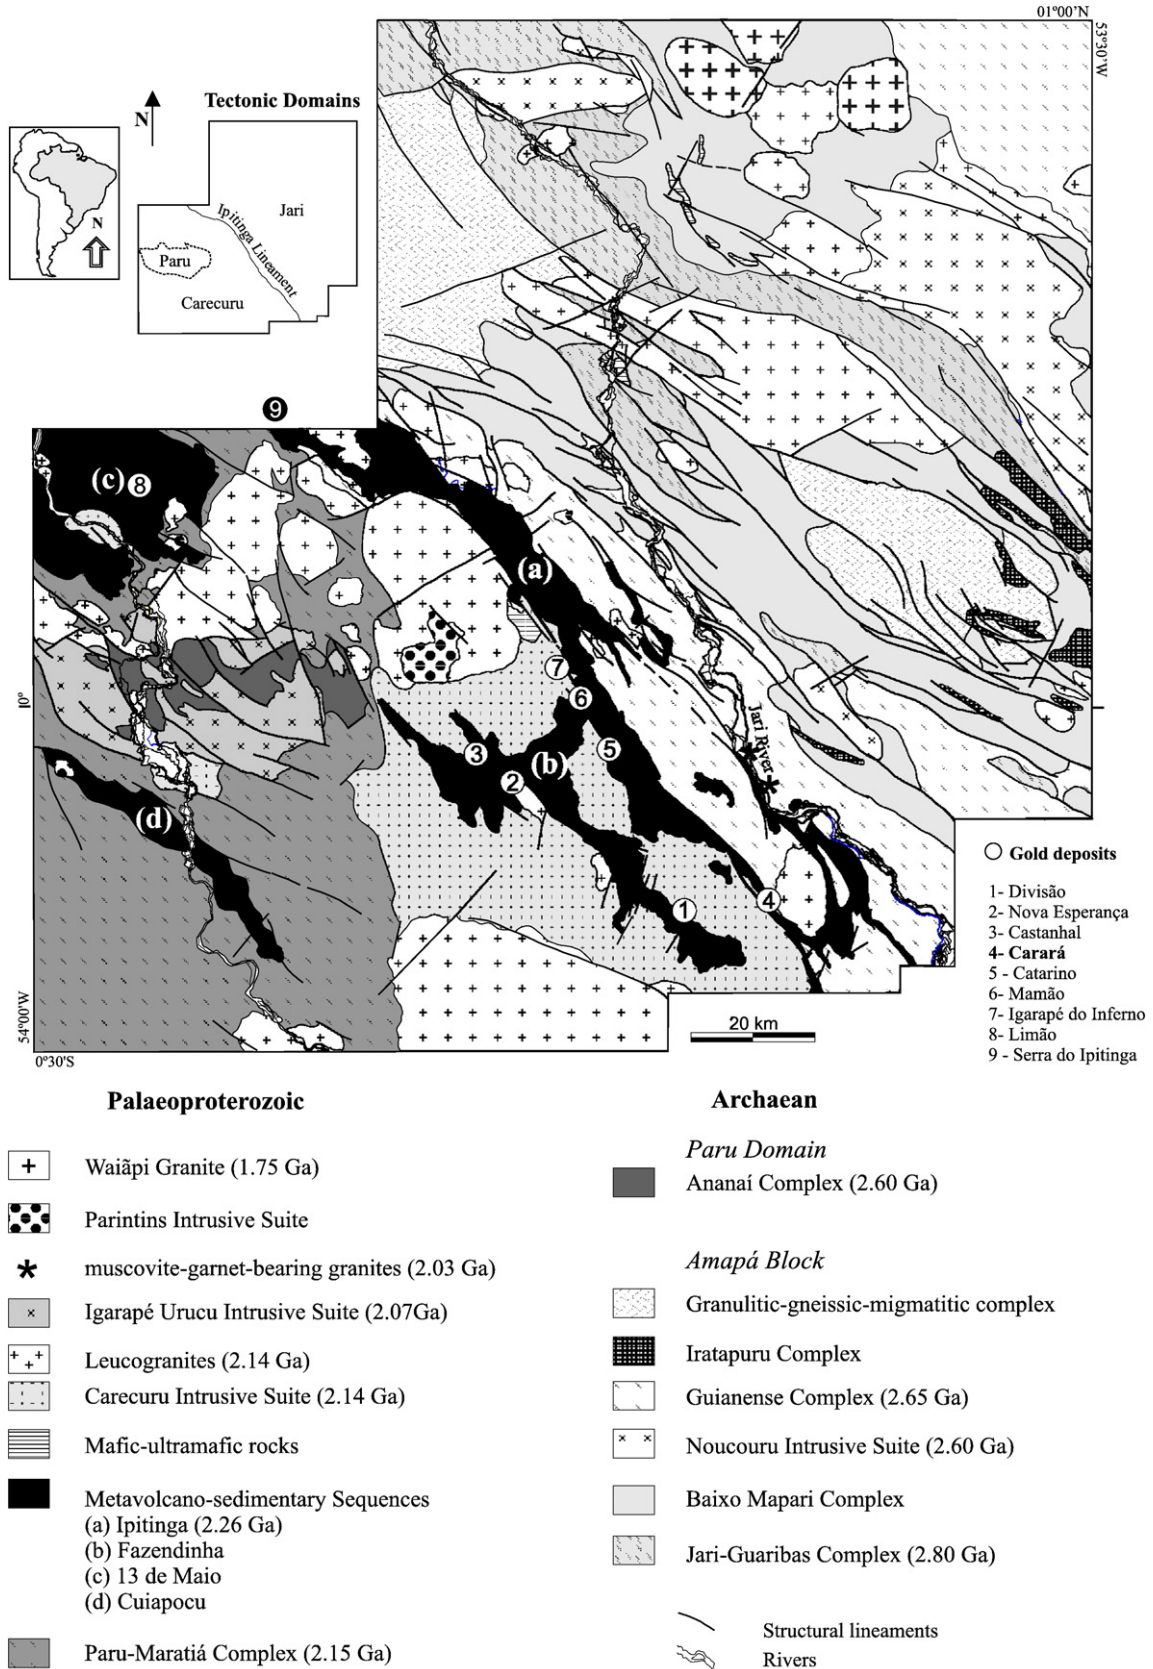 01°00'N
53°30'W
Tectonic Domains
N
N
Jari
Ipitinga Lineament
Paru
Carecuru
9
(c) 8
(a)
7
6
0°
3
(b)
5
2
Jari River
(d)
1
4
54°00'W
0°30'S
20 km
Gold deposits
1- Divisão
2- Nova Esperança
3- Castanhal
4- Carará
5 - Catarino
6- Mamão
7- Igarapé do Inferno
8- Limão
9 - Serra do Ipitinga
Palaeoproterozoic
Waiãpi Granite (1.75 Ga)
Parintins Intrusive Suite
muscovite-garnet-bearing granites (2.03 Ga)
Igarapé Urucu Intrusive Suite (2.07Ga)
Leucogranites (2.14 Ga)
Carecuru Intrusive Suite (2.14 Ga)
Mafic-ultramafic rocks
Metavolcano-sedimentary Sequences
(a) Ipitinga (2.26 Ga)
(b) Fazendinha
(c) 13 de Maio
(d) Cuiapocu
Paru-Maratiá Complex (2.15 Ga)
Archaean
Paru Domain
Ananaí Complex (2.60 Ga)
Amapá Block
Granulitic-gneissic-migmatitic complex
Iratapuru Complex
Guianense Complex (2.65 Ga)
Noucouru Intrusive Suite (2.60 Ga)
Baixo Mapari Complex
Jari-Guaribas Complex (2.80 Ga)
Structural lineaments
Rivers